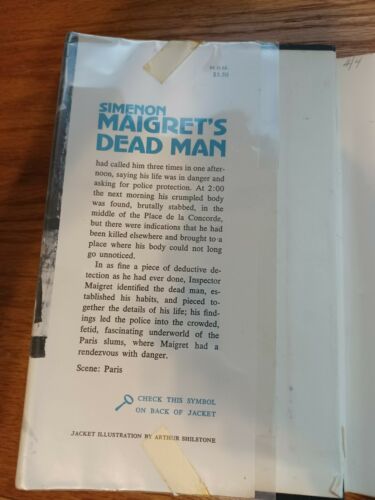 $3.50
SIMENON
MAIGRET'S
DEAD MAN
had called him three times in one after-
noon, saying his life was in danger and
asking for police protection. At 2:00
the next morning his crumpled body
was found, brutally stabbed, in the
middle of the Place de la Concorde,
but there were indications that he had
been killed elsewhere and brought to a
place where his body could not long
go unnoticed.
In as fine a piece of deductive de-
tection as he had ever done, Inspector
Maigret identified the dead man, es-
tablished his habits, and pieced to-
gether the details of his life; his find-
ings led the police into the crowded,
fetid, fascinating underworld of the
Paris slums, where Maigret had a
rendezvous with danger.
Scene: Paris
CHECK THIS SYMBOL
ON BACK OF JACKET
JACKET ILLUSTRATION BY ARTHUR SHILSTONE